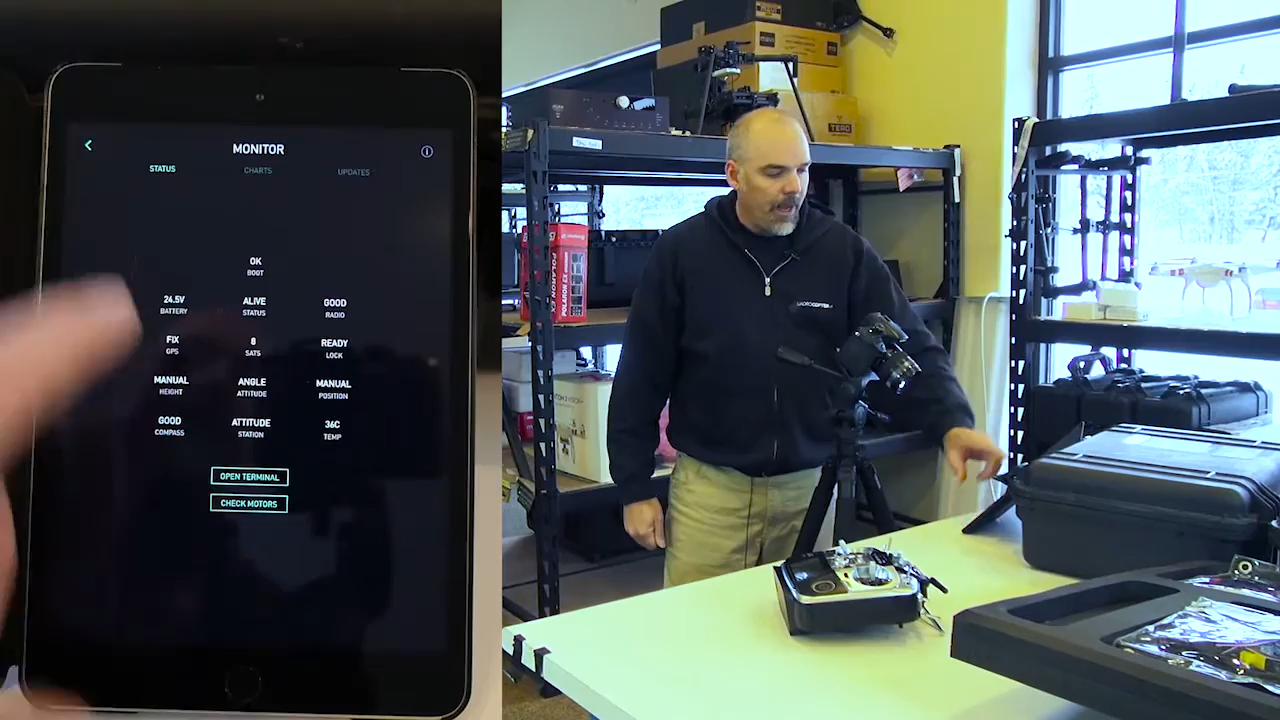 MONITOR
STATUS CHARTS UPDATES
OK
BOOT
24.5V ALIVE GOOD
BATTERY STATUS RADIO
FIX 8 READY
GPS SATS LOCK
MANUAL ANGLE MANUAL
HEIGHT ATTITUDE POSITION
GOOD ATTITUDE 36C
COMPASS STATION TEMP
OPEN TERMINAL
CHECK MOTORS
POLARON EX